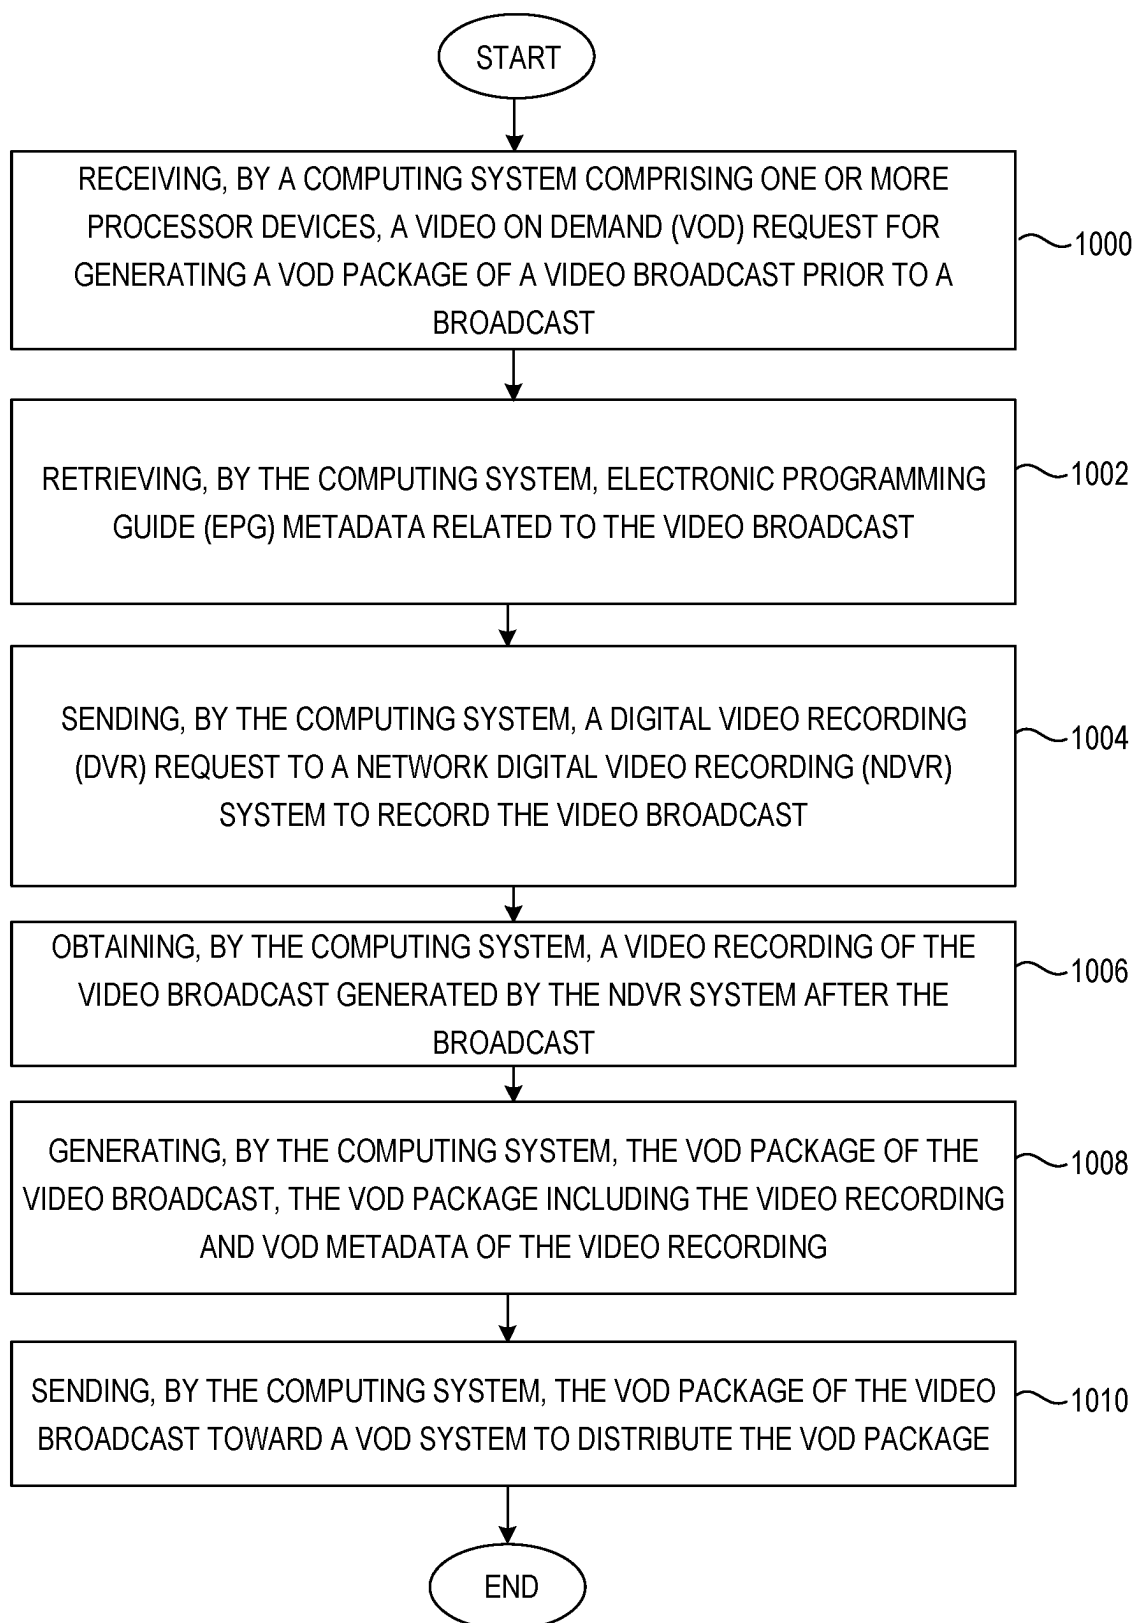 START
RECEIVING, BY A COMPUTING SYSTEM COMPRISING ONE OR MORE
PROCESSOR DEVICES, A VIDEO ON DEMAND (VOD) REQUEST FOR
GENERATING A VOD PACKAGE OF A VIDEO BROADCAST PRIOR TO A
BROADCAST
1000
RETRIEVING, BY THE COMPUTING SYSTEM, ELECTRONIC PROGRAMMING
GUIDE (EPG) METADATA RELATED TO THE VIDEO BROADCAST
1002
SENDING, BY THE COMPUTING SYSTEM, A DIGITAL VIDEO RECORDING
(DVR) REQUEST TO A NETWORK DIGITAL VIDEO RECORDING (NDVR)
SYSTEM TO RECORD THE VIDEO BROADCAST
1004
OBTAINING, BY THE COMPUTING SYSTEM, A VIDEO RECORDING OF THE
VIDEO BROADCAST GENERATED BY THE NDVR SYSTEM AFTER THE
BROADCAST
1006
GENERATING, BY THE COMPUTING SYSTEM, THE VOD PACKAGE OF THE
VIDEO BROADCAST, THE VOD PACKAGE INCLUDING THE VIDEO RECORDING
AND VOD METADATA OF THE VIDEO RECORDING
1008
SENDING, BY THE COMPUTING SYSTEM, THE VOD PACKAGE OF THE VIDEO
BROADCAST TOWARD A VOD SYSTEM TO DISTRIBUTE THE VOD PACKAGE
1010
END